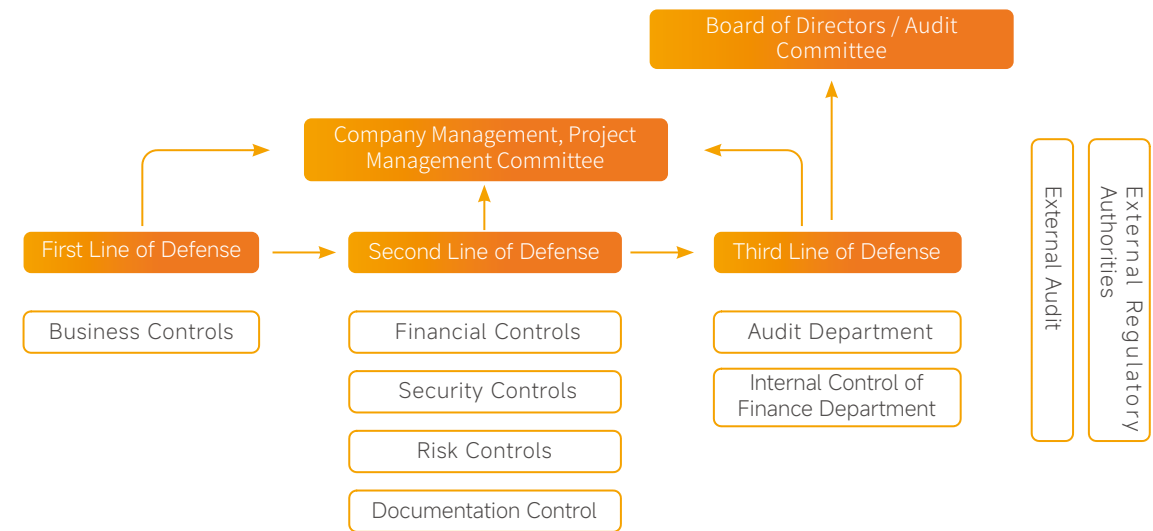 Board of Directors / Audit
Committee
Company Management, Project
Management Committee
First Line of Defense
Second Line of Defense
Third Line of Defense
Business Controls
Financial Controls
Security Controls
Risk Controls
Documentation Control
Audit Department
Internal Control of
Finance Department
External Audit
External Regulatory
Authorities